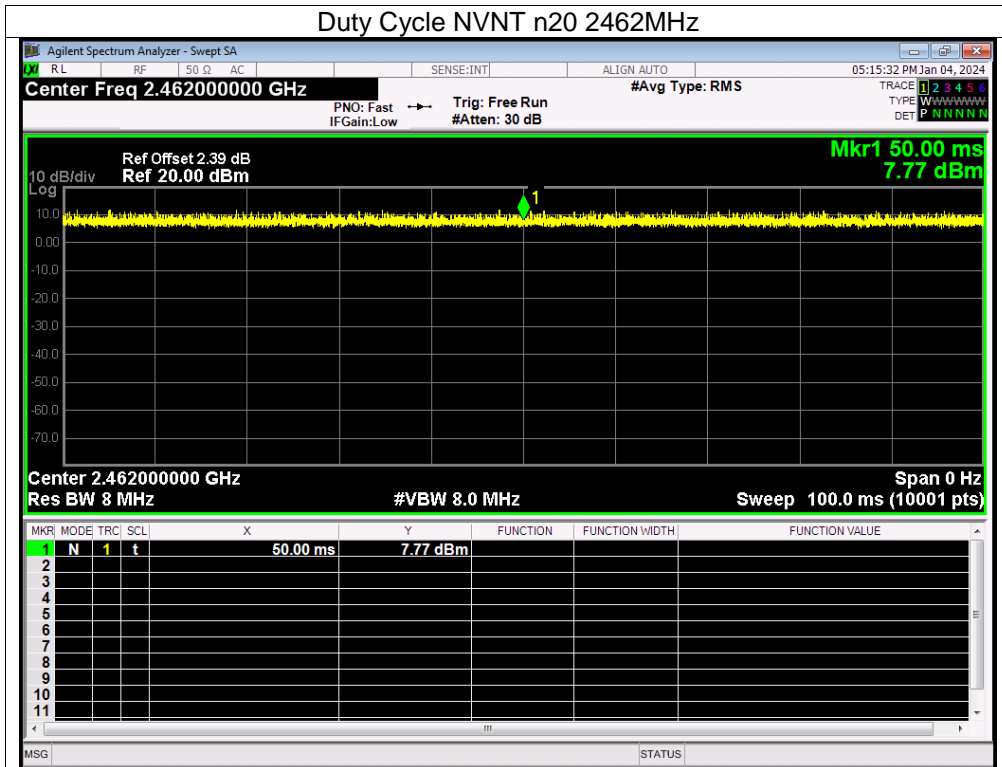 Duty Cycle NVNT n20 2462MHz
Agilent Spectrum Analyzer - Swept SA
LXI RL RF 50 Ω AC SENSE:INT ALIGN AUTO 05:15:32 PM Jan 04, 2024
Center Freq 2.462000000 GHz #Avg Type: RMS TRACE 1 2 3 4 5 6
PNO: Fast Trig: Free Run TYPE WWWWWW
IFGain:Low #Atten: 30 dB DET P N N N N N
Mkr1 50.00 ms
Ref Offset 2.39 dB
10 dB/div Ref 20.00 dBm 7.77 dBm
Log
1
10.0
0.00
-10.0
-20.0
-30.0
-40.0
-50.0
-60.0
-70.0
Center 2.462000000 GHz Span 0 Hz
Res BW 8 MHz #VBW 8.0 MHz Sweep 100.0 ms (10001 pts)
MKR MODE TRC SCL X Y FUNCTION FUNCTION WIDTH FUNCTION VALUE
1 N 1 t 50.00 ms 7.77 dBm
2
3
4
5
6
7
8
9
10
11
MSG STATUS